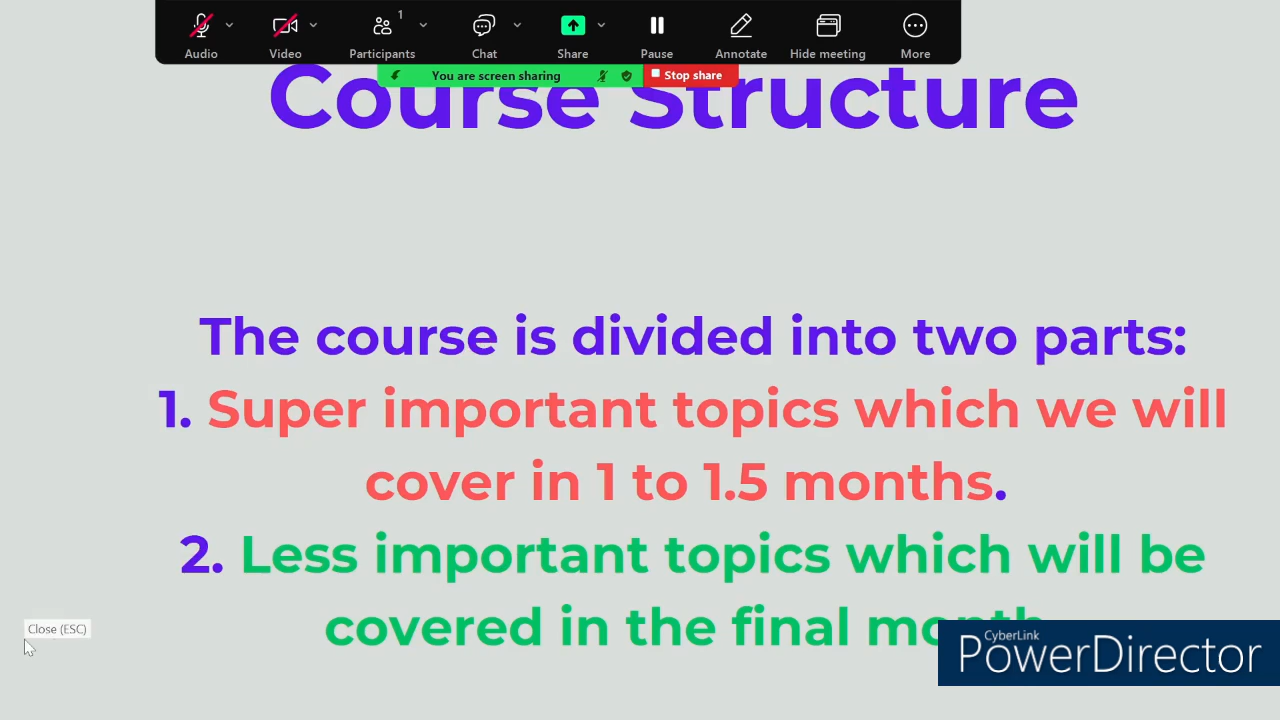 1
Audio Video Participants Chat Share Pause Annotate Hide meeting More
You are screen sharing Stop share
Course Structure
The course is divided into two parts:
1. Super important topics which we will
cover in 1 to 1.5 months.
2. Less important topics which will be
covered in the final month
Close (ESC)
CyberLink
PowerDirector